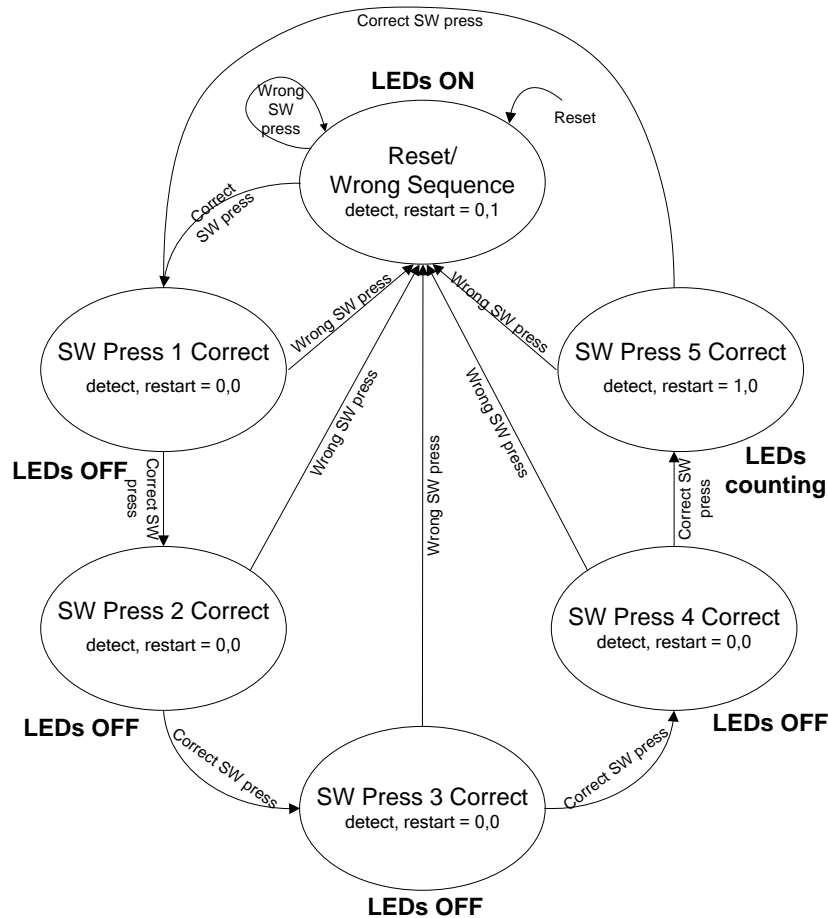 Correct SW press
LEDs ON
Wrong
SW
press
Reset
Reset/
Wrong Sequence
detect, restart = 0,1
Correct
SW press
Wrong SW press
Wrong SW press
SW Press 1 Correct
detect, restart = 0,0
SW Press 5 Correct
detect, restart = 1,0
Wrong SW press
Wrong SW press
Wrong SW press
LEDs OFF
Correct SW
press
LEDs
counting
Correct SW
press
SW Press 2 Correct
detect, restart = 0,0
SW Press 4 Correct
detect, restart = 0,0
LEDs OFF
LEDs OFF
Correct SW press
Correct SW press
SW Press 3 Correct
detect, restart = 0,0
LEDs OFF